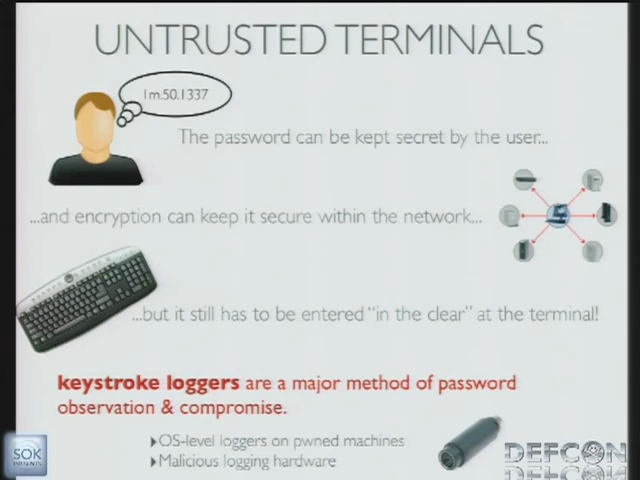 UNTRUSTED TERMINALS
1m.50.1337
The password can be kept secret by the user...
...and encryption can keep it secure within the network...
...but it still has to be entered "in the clear" at the terminal!
keystroke loggers are a major method of password
observation & compromise.
OS-level loggers on pwned machines
Malicious logging hardware
SOK
PRESENTS
DEFCON